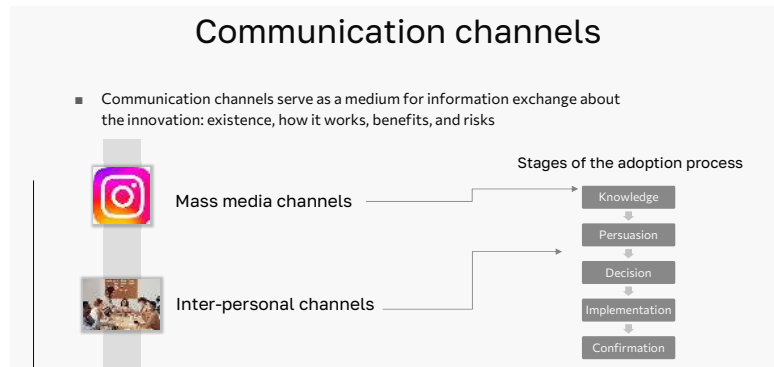 Communication channels
Communication channels serve as a medium for information exchange about
the innovation: existence, how it works, benefits, and risks
Stages of the adoption process
Mass media channels
Knowledge
Persuasion
Decision
Inter-personal channels
Implementation
Confirmation